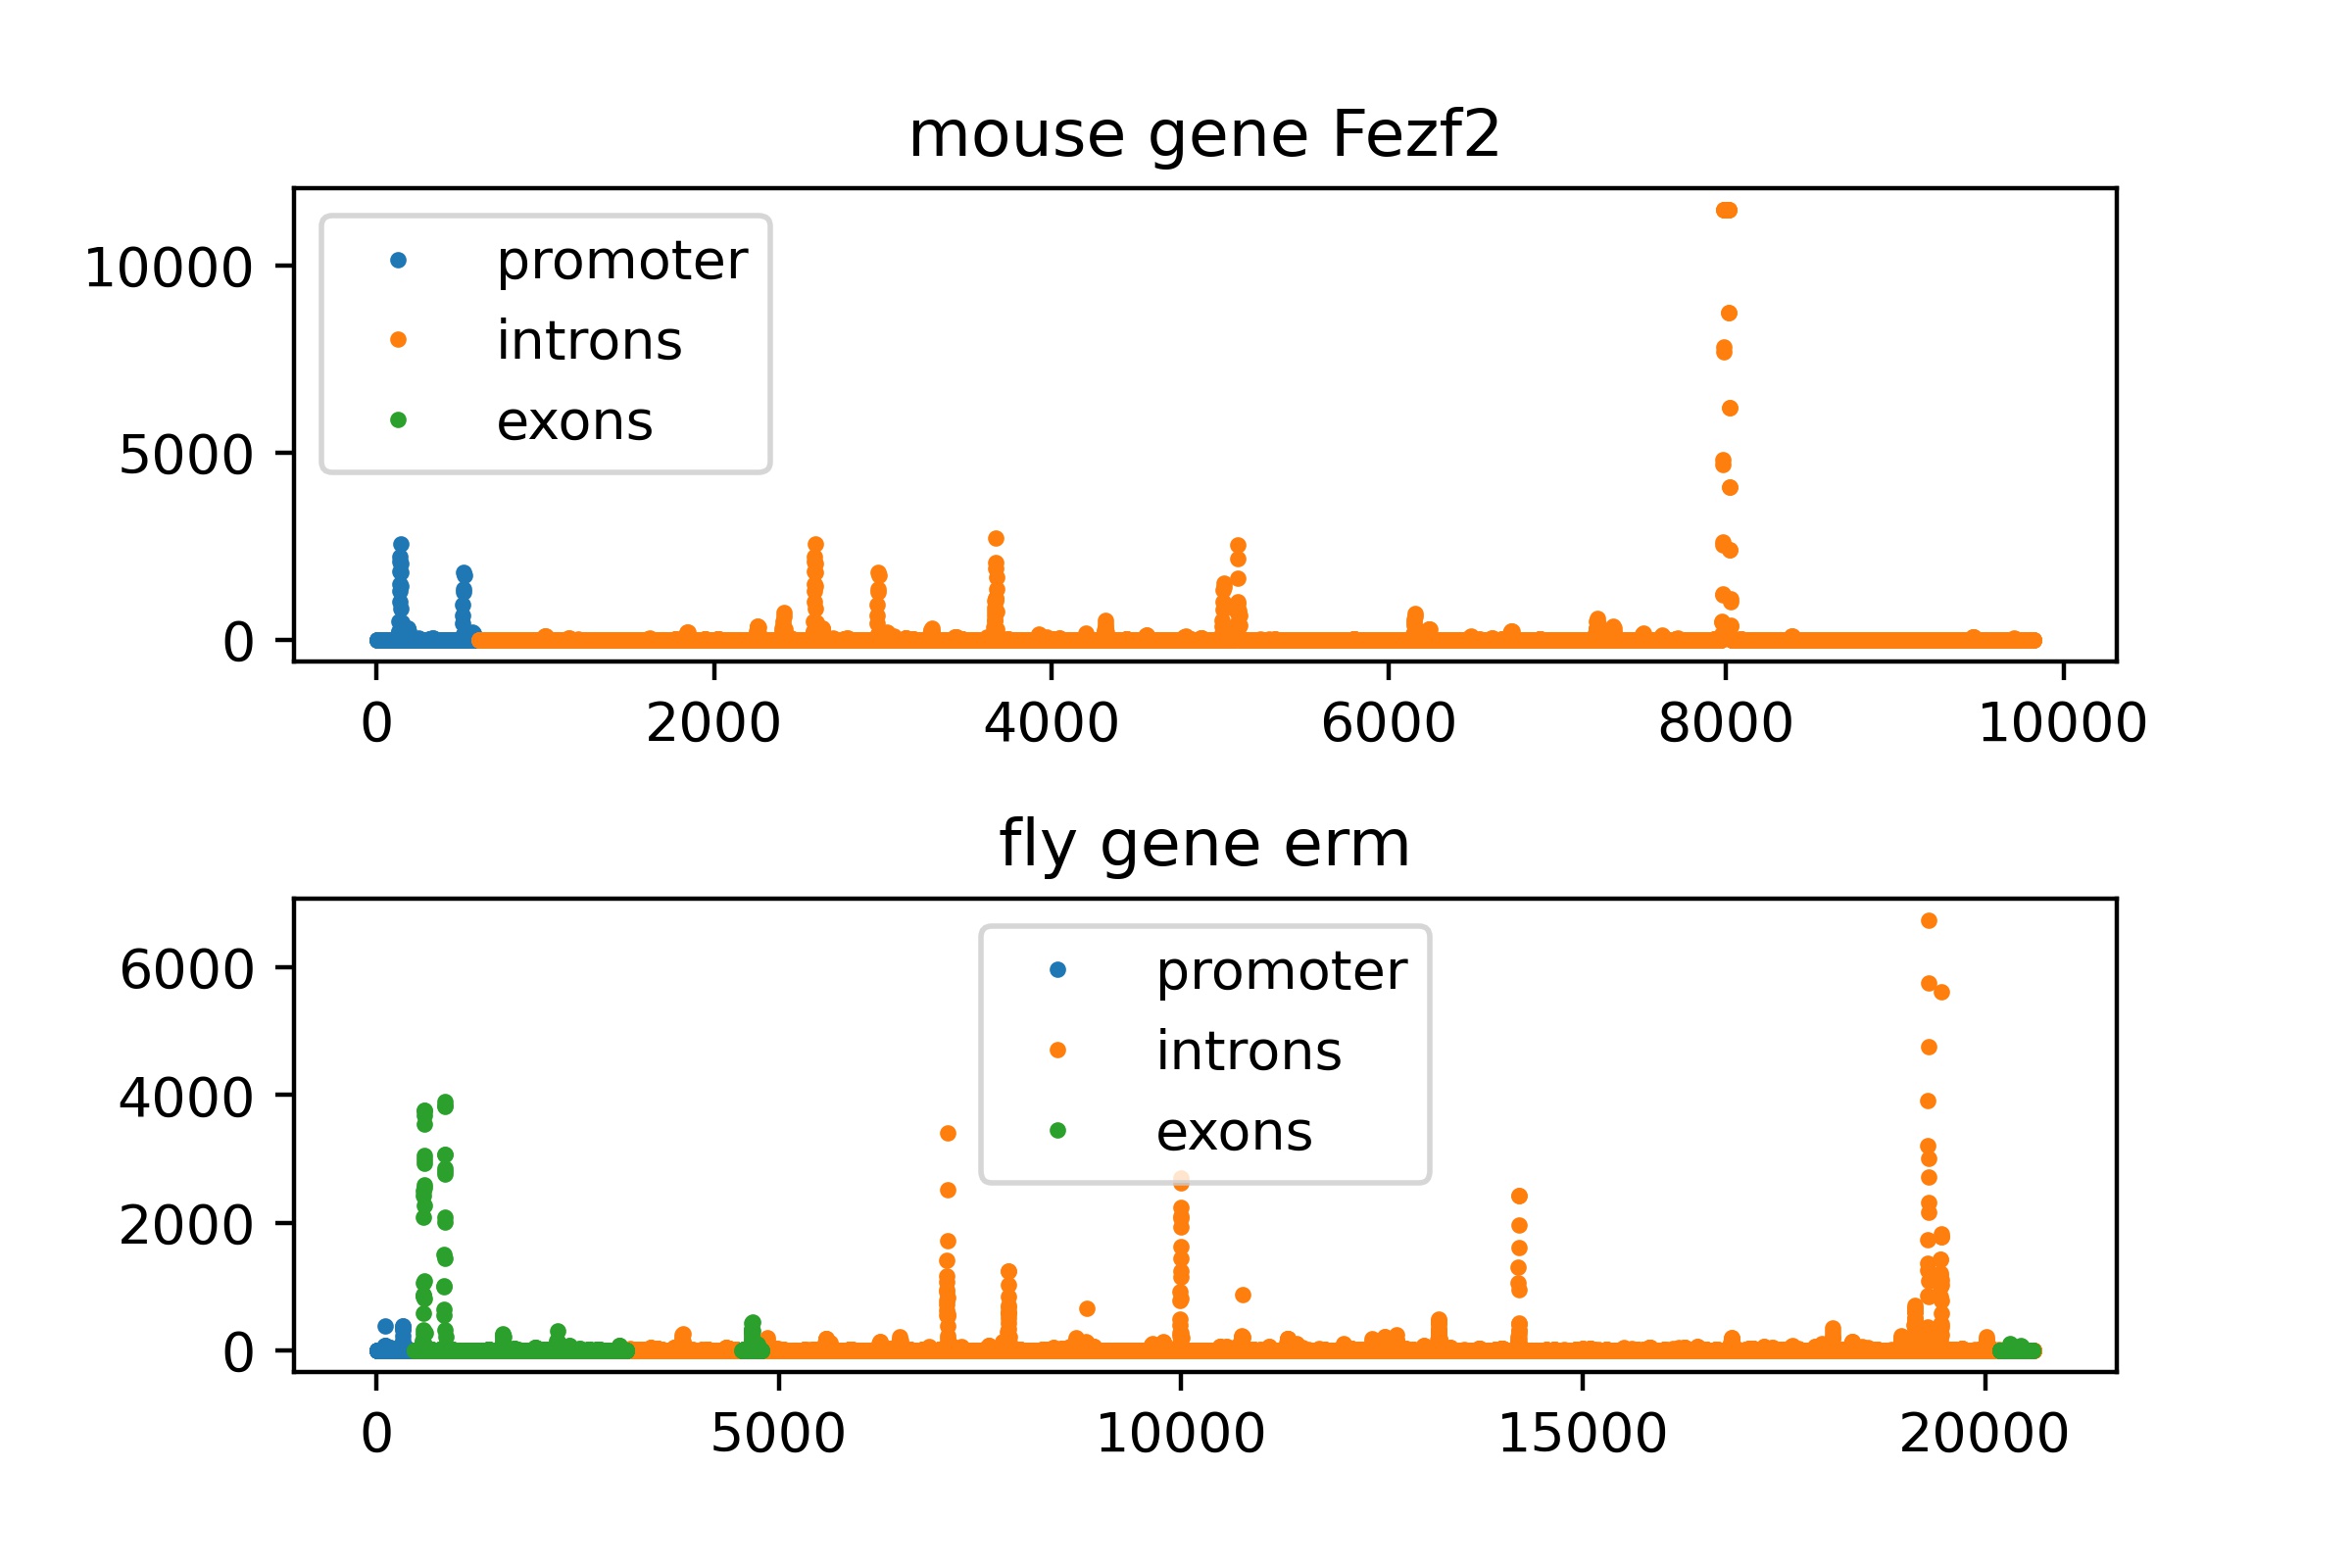 mouse gene Fezf2
10000
5000
0
promoter
introns
exons
0 2000 4000 6000 8000 10000
fly gene erm
6000
4000
2000
0
promoter
introns
exons
0 5000 10000 15000 20000